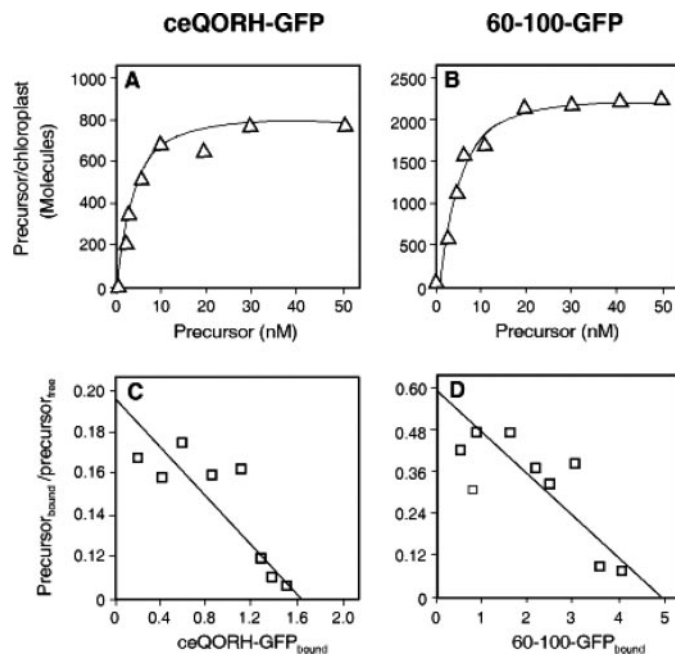 ceQORH-GFP
60-100-GFP
Precursor/chloroplast
(Molecules)
A
1000
800
600
400
200
0
0 10 20 30 40 50
Precursor (nM)
B
2500
2000
1500
1000
500
0
0 10 20 30 40 50
Precursor (nM)
Precursorbound /precursorfree
C
0.20
0.18
0.16
0.14
0.12
0
0 0.4 0.8 1.2 1.6 2.0
ceQORH-GFPbound
D
0.60
0.48
0.36
0.24
0.12
0
0 1 2 3 4 5
60-100-GFPbound